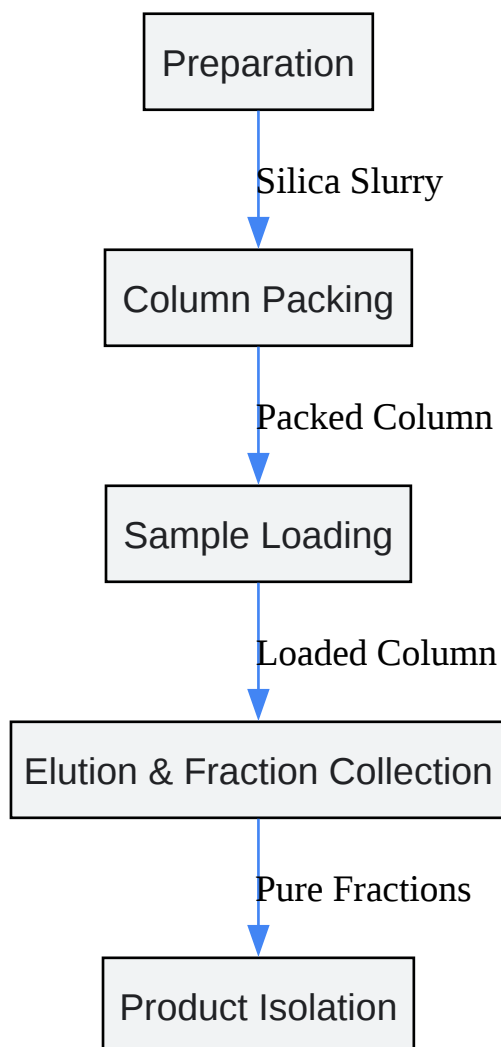 Preparation
Silica Slurry
Column Packing
Packed Column
Sample Loading
Loaded Column
Elution & Fraction Collection
Pure Fractions
Product Isolation